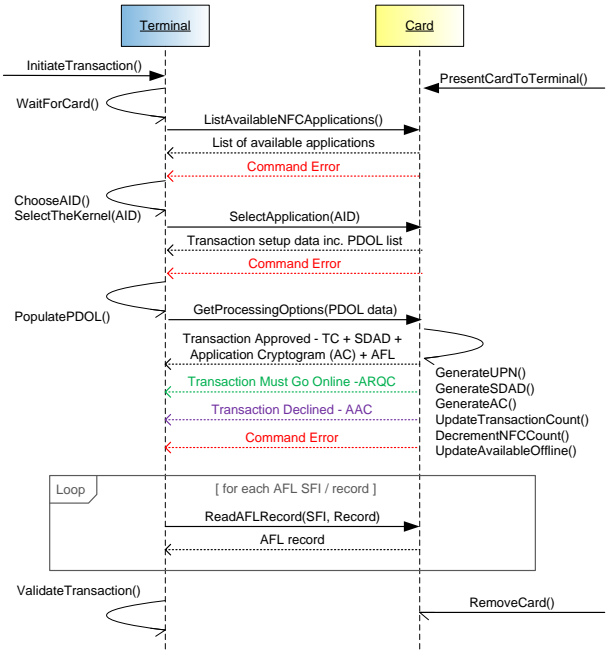 Terminal
Card
InitiateTransaction()
PresentCardToTerminal()
WaitForCard()
ListAvailableNFCApplications()
List of available applications
Command Error
ChooseAID()
SelectTheKernel(AID)
SelectApplication(AID)
Transaction setup data inc. PDOL list
Command Error
PopulatePDOL()
GetProcessingOptions(PDOL data)
Transaction Approved - TC + SDAD +
Application Cryptogram (AC) + AFL
GenerateUPN()
Transaction Must Go Online -ARQC
GenerateSDAD()
GenerateAC()
Transaction Declined - AAC
UpdateTransactionCount()
Command Error
DecrementNFCCount()
UpdateAvailableOffline()
Loop
[ for each AFL SFI / record ]
ReadAFLRecord(SFI, Record)
AFL record
ValidateTransaction()
RemoveCard()